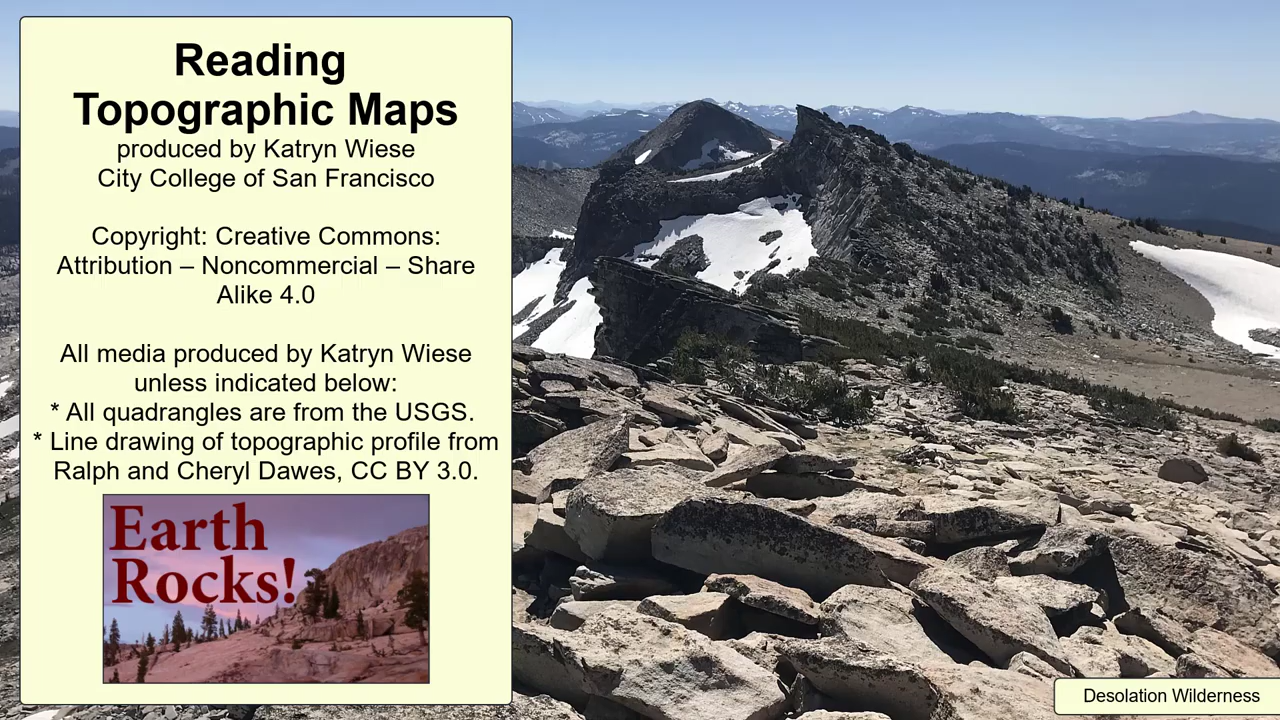 Reading
Topographic Maps
produced by Katryn Wiese
City College of San Francisco
Copyright: Creative Commons:
Attribution – Noncommercial – Share
Alike 4.0
All media produced by Katryn Wiese
unless indicated below:
* All quadrangles are from the USGS.
* Line drawing of topographic profile from
Ralph and Cheryl Dawes, CC BY 3.0.
Earth
Rocks!
Desolation Wilderness